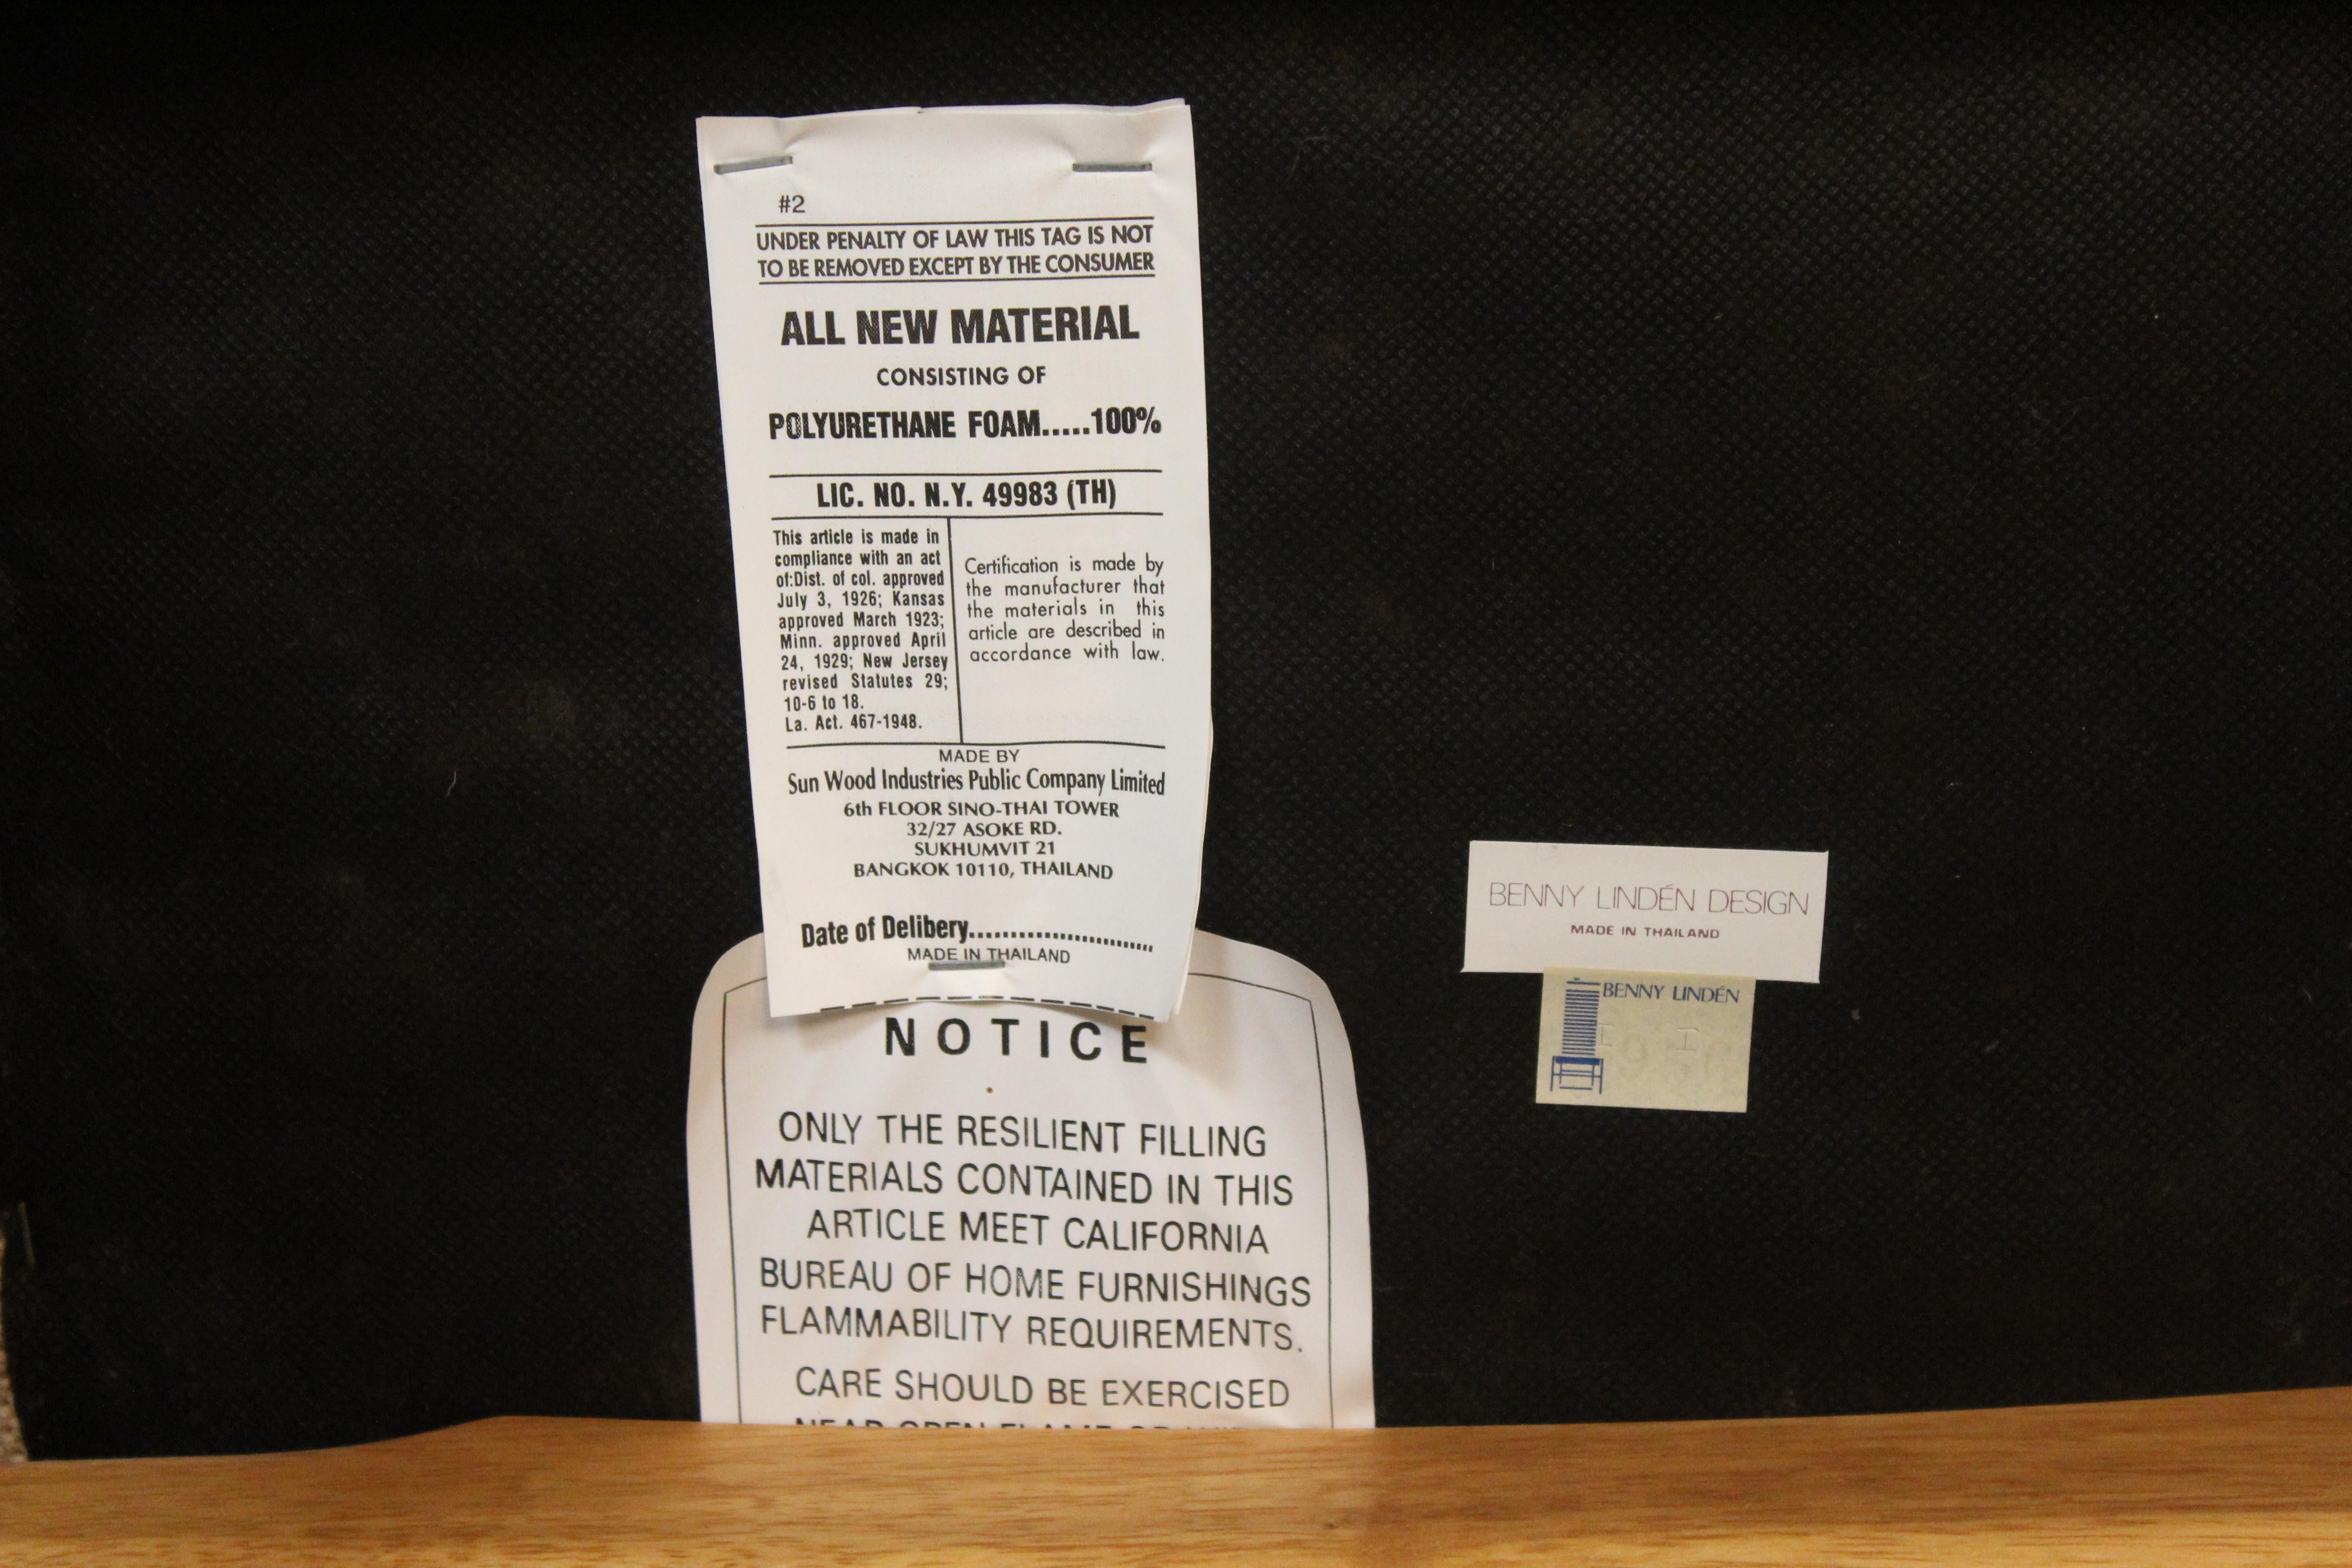 #2
UNDER PENALTY OF LAW THIS TAG IS NOT
TO BE REMOVED EXCEPT BY THE CONSUMER
ALL NEW MATERIAL
CONSISTING OF
POLYURETHANE FOAM.....100%
LIC. NO. N.Y. 49983 (TH)
This article is made in
compliance with an act
of:Dist. of col. approved
July 3, 1926; Kansas
approved March 1923;
Minn. approved April
24, 1929; New Jersey
revised Statutes 29;
10-6 to 18.
La. Act. 467-1948.
Certification is made by
the manufacturer that
the materials in this
article are described in
accordance with law.
MADE BY
Sun Wood Industries Public Company Limited
6th FLOOR SINO-THAI TOWER
32/27 ASOKE RD.
SUKHUMVIT 21
BANGKOK 10110, THAILAND
Date of Delibery..............................
MADE IN THAILAND
NOTICE
ONLY THE RESILIENT FILLING
MATERIALS CONTAINED IN THIS
ARTICLE MEET CALIFORNIA
BUREAU OF HOME FURNISHINGS
FLAMMABILITY REQUIREMENTS.
CARE SHOULD BE EXERCISED
NEAR OPEN FLAME OR
BENNY LINDÉN DESIGN
MADE IN THAILAND
BENNY LINDÉN